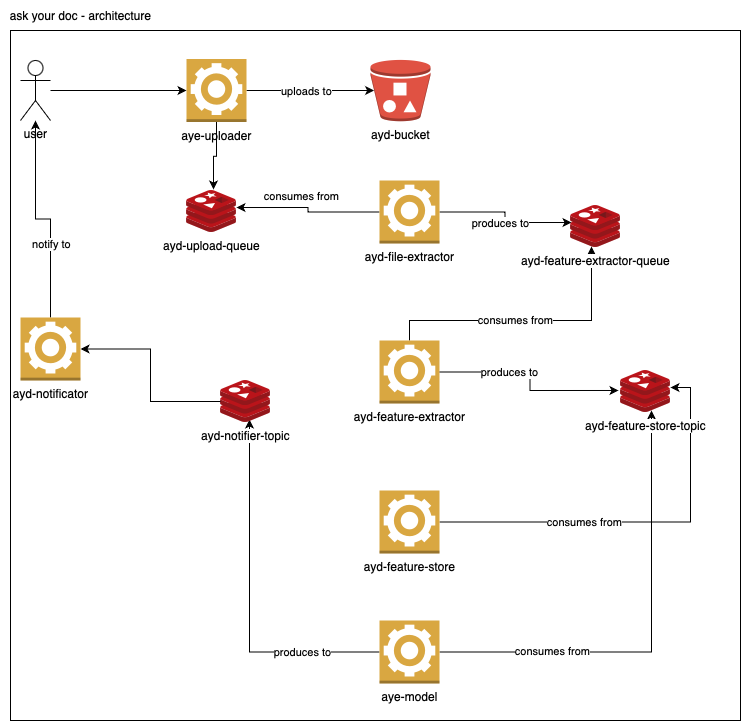 ask your doc - architecture
user
aye-uploader
uploads to
ayd-bucket
consumes from
ayd-upload-queue
ayd-file-extractor
produces to
ayd-feature-extractor-queue
notify to
consumes from
ayd-notificator
produces to
ayd-feature-extractor
ayd-notifier-topic
ayd-feature-store-topic
consumes from
ayd-feature-store
produces to
consumes from
aye-model